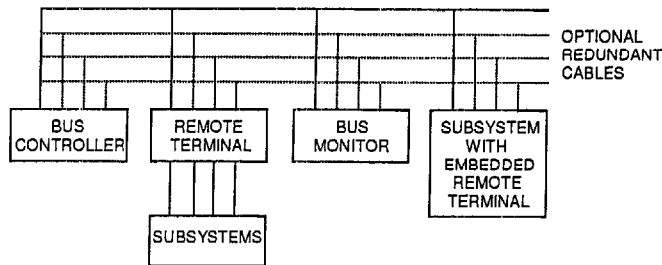 OPTIONAL
REDUNDANT
CABLES
BUS
CONTROLLER
REMOTE
TERMINAL
BUS
MONITOR
SUBSYSTEM
WITH
EMBEDDED
REMOTE
TERMINAL
SUBSYSTEMS